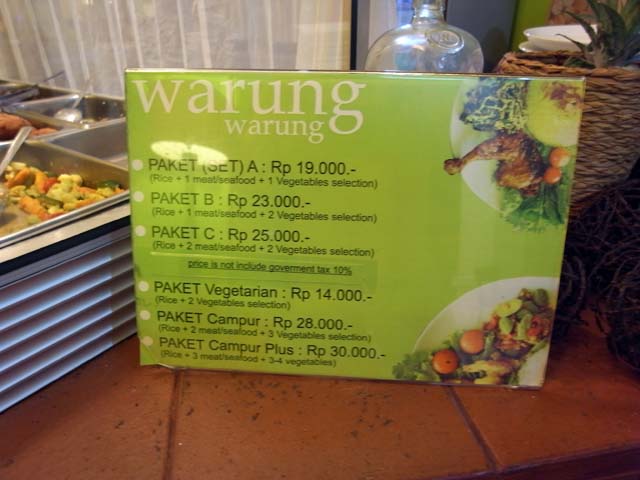 warung
warung
PAKET (SET) A : Rp 19.000.-
(Rice + 1 meat/seafood + 1 Vegetables selection)
PAKET B : Rp 23.000.-
(Rice + 1 meat/seafood + 2 Vegetables selection)
PAKET C : Rp 25.000.-
(Rice + 2 meat/seafood + 2 Vegetables selection)
price is not include goverment tax 10%
PAKET Vegetarian : Rp 14.000.-
(Rice + 2 Vegetables selection)
PAKET Campur : Rp 28.000.-
(Rice + 2 meat/seafood + 3 Vegetables selection)
PAKET Campur Plus : Rp 30.000.-
(Rice + 3 meat/seafood + 3-4 vegetables)